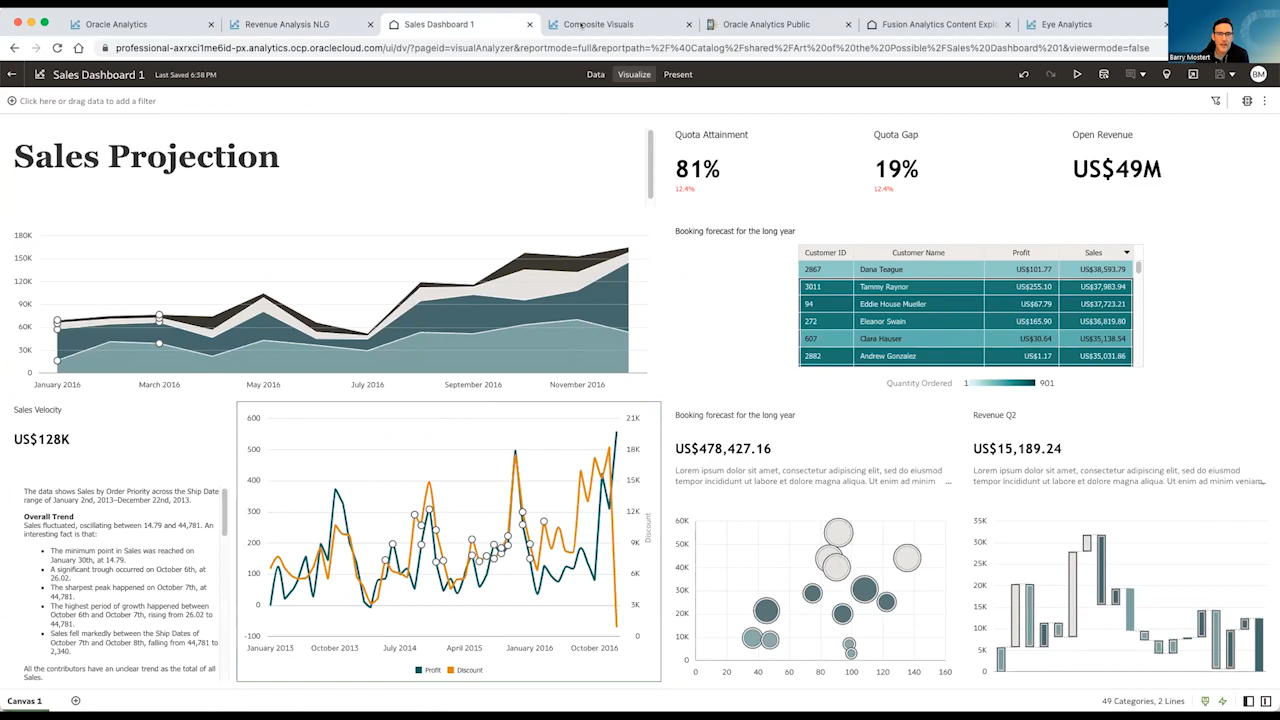 Oracle Analytics
Revenue Analysis NLG
Sales Dashboard 1
Composite Visuals
Oracle Analytics Public
Fusion Analytics Content Expl
Eye Analytics
Barry Mostert
professional-axrxci1me6id-px.analytics.ocp.oraclecloud.com/ui/dv/?pageid=visualAnalyzer&reportmode=full&reportpath=%2F%40Catalog%2Fshared%2FArt%20of%20the%20Possible%2FSales%20Dashboard%201&viewermode=false
Sales Dashboard 1
Last Saved 6:38 PM
Data
Visualize
Present
BM
Click here or drag data to add a filter
Sales Projection
Quota Attainment
81%
12.4%
Quota Gap
19%
12.4%
Open Revenue
US$49M
180K
150K
120K
90K
60K
30K
0
January 2016
March 2016
May 2016
July 2016
September 2016
November 2016
Booking forecast for the long year
Customer ID Customer Name Profit Sales
2867 Dana Teague US$101.77 US$38,593.79
3011 Tammy Raynor US$255.10 US$37,983.94
94 Eddie House Mueller US$67.79 US$37,723.21
272 Eleanor Swain US$165.90 US$36,819.80
607 Clara Hauser US$30.64 US$35,138.54
2882 Andrew Gonzalez US$1.17 US$35,031.86
Quantity Ordered 1 901
Sales Velocity
US$128K
The data shows Sales by Order Priority across the Ship Date
range of January 2nd, 2013–December 22nd, 2013.
Overall Trend
Sales fluctuated, oscillating between 14.79 and 44,781. An
interesting fact is that:
The minimum point in Sales was reached on
January 30th, at 14.79.
A significant trough occurred on October 6th, at
26.02.
The sharpest peak happened on October 7th, at
44,781.
The highest period of growth happened between
October 6th and October 7th, rising from 26.02 to
44,781.
Sales fell markedly between the Ship Dates of
October 7th and October 8th, falling from 44,781 to
2,340.
All the contributors have an unclear trend as the total of all
Sales.
600
500
400
300
200
100
0
-100
21K
18K
15K
12K
9K
6K
3K
0
Discount
January 2013
October 2013
July 2014
April 2015
January 2016
October 2016
Profit
Discount
Booking forecast for the long year
US$478,427.16
Lorem ipsum dolor sit amet, consectetur adipiscing elit, sed do eiusmod
tempor incididunt ut labore et dolore magna aliqua. Ut enim ad minim ...
60K
50K
40K
30K
20K
10K
0
0 20 40 60 80 100 120 140 160
Revenue Q2
US$15,189.24
Lorem ipsum dolor sit amet, consectetur adipiscing elit, sed do eiusmod
tempor incididunt ut labore et dolore magna aliqua. Ut enim ad minim veniam,...
35K
30K
25K
20K
15K
10K
5K
0
Canvas 1
49 Categories, 2 Lines